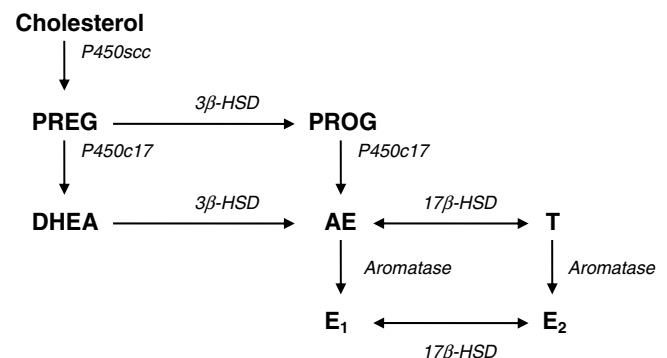 Cholesterol
P450scc
3β-HSD
PREG PROG
P450c17 P450c17
3β-HSD 17β-HSD
DHEA AE T
Aromatase Aromatase
E₁ E₂
17β-HSD